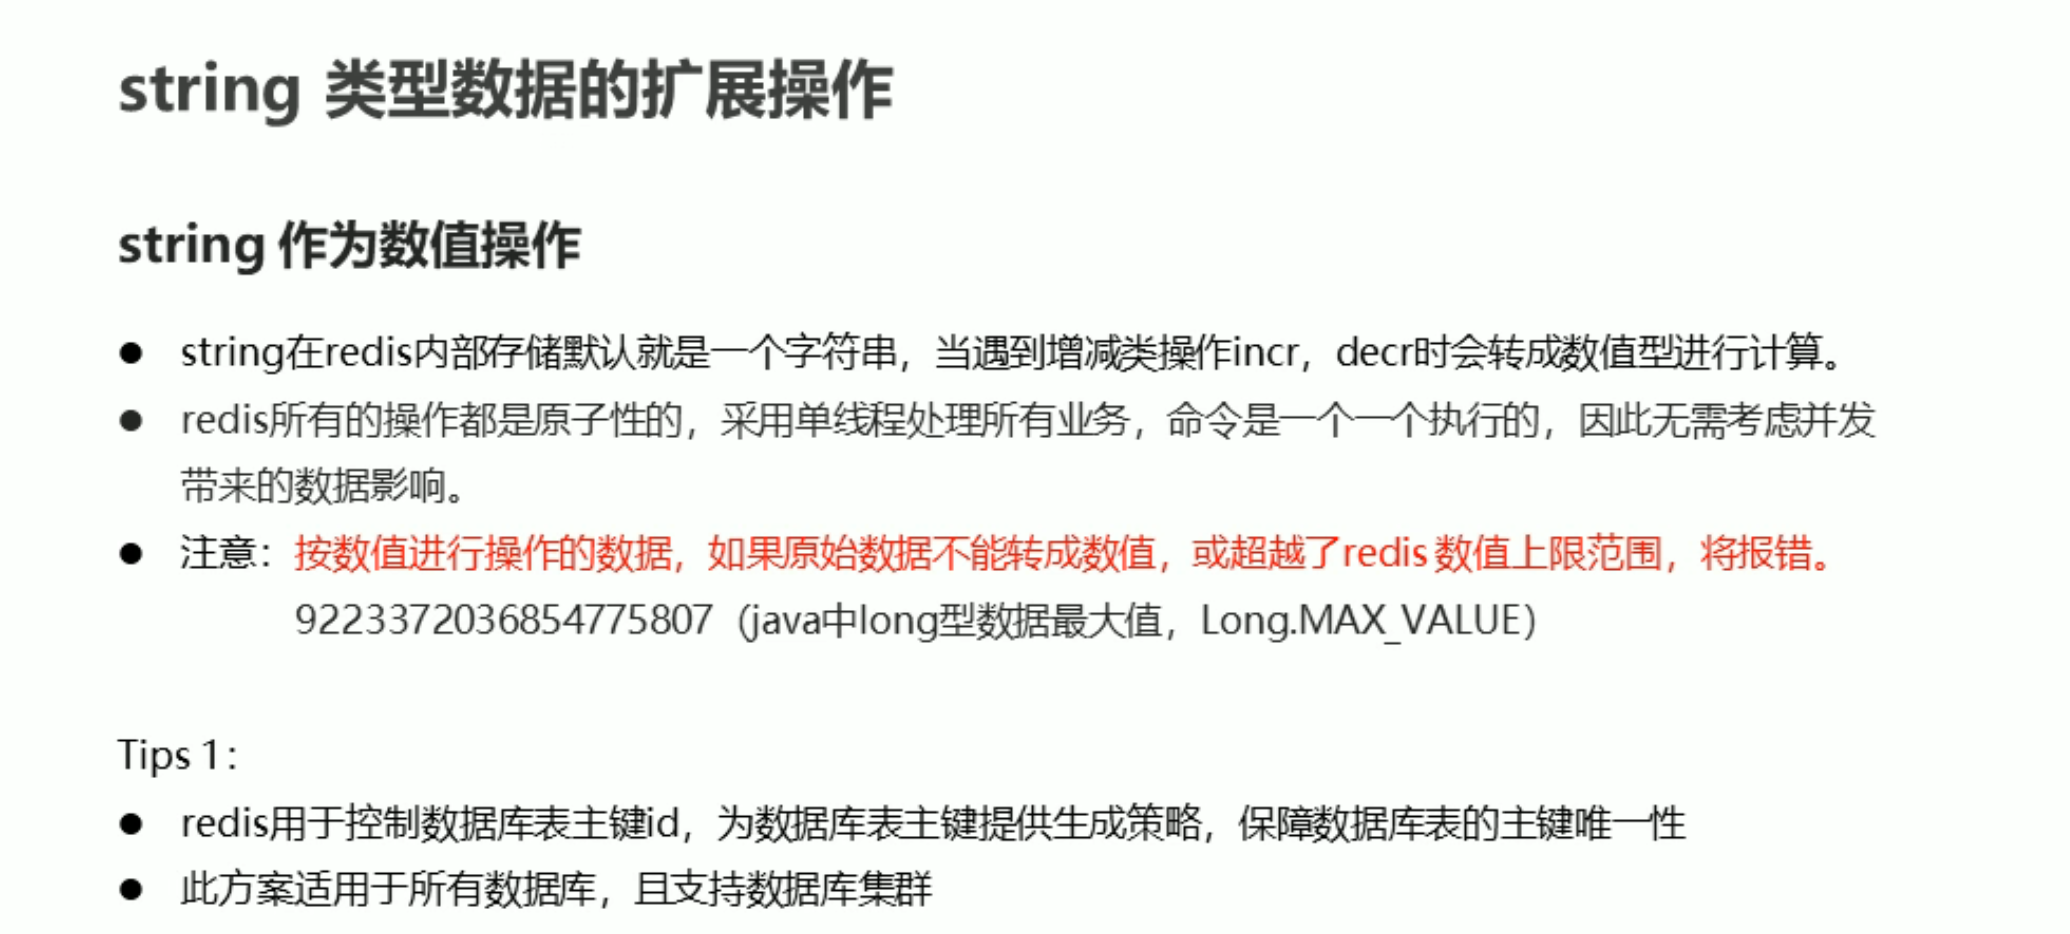 string 类型数据的扩展操作
string 作为数值操作
● string在redis内部存储默认就是一个字符串，当遇到增减类操作incr，decr时会转成数值型进行计算。
● redis所有的操作都是原子性的，采用单线程处理所有业务，命令是一个一个执行的，因此无需考虑并发
带来的数据影响。
● 注意：按数值进行操作的数据，如果原始数据不能转成数值，或超越了redis 数值上限范围，将报错。
9223372036854775807（java中long型数据最大值，Long.MAX_VALUE）
Tips 1：
● redis用于控制数据库表主键id，为数据库表主键提供生成策略，保障数据库表的主键唯一性
● 此方案适用于所有数据库，且支持数据库集群